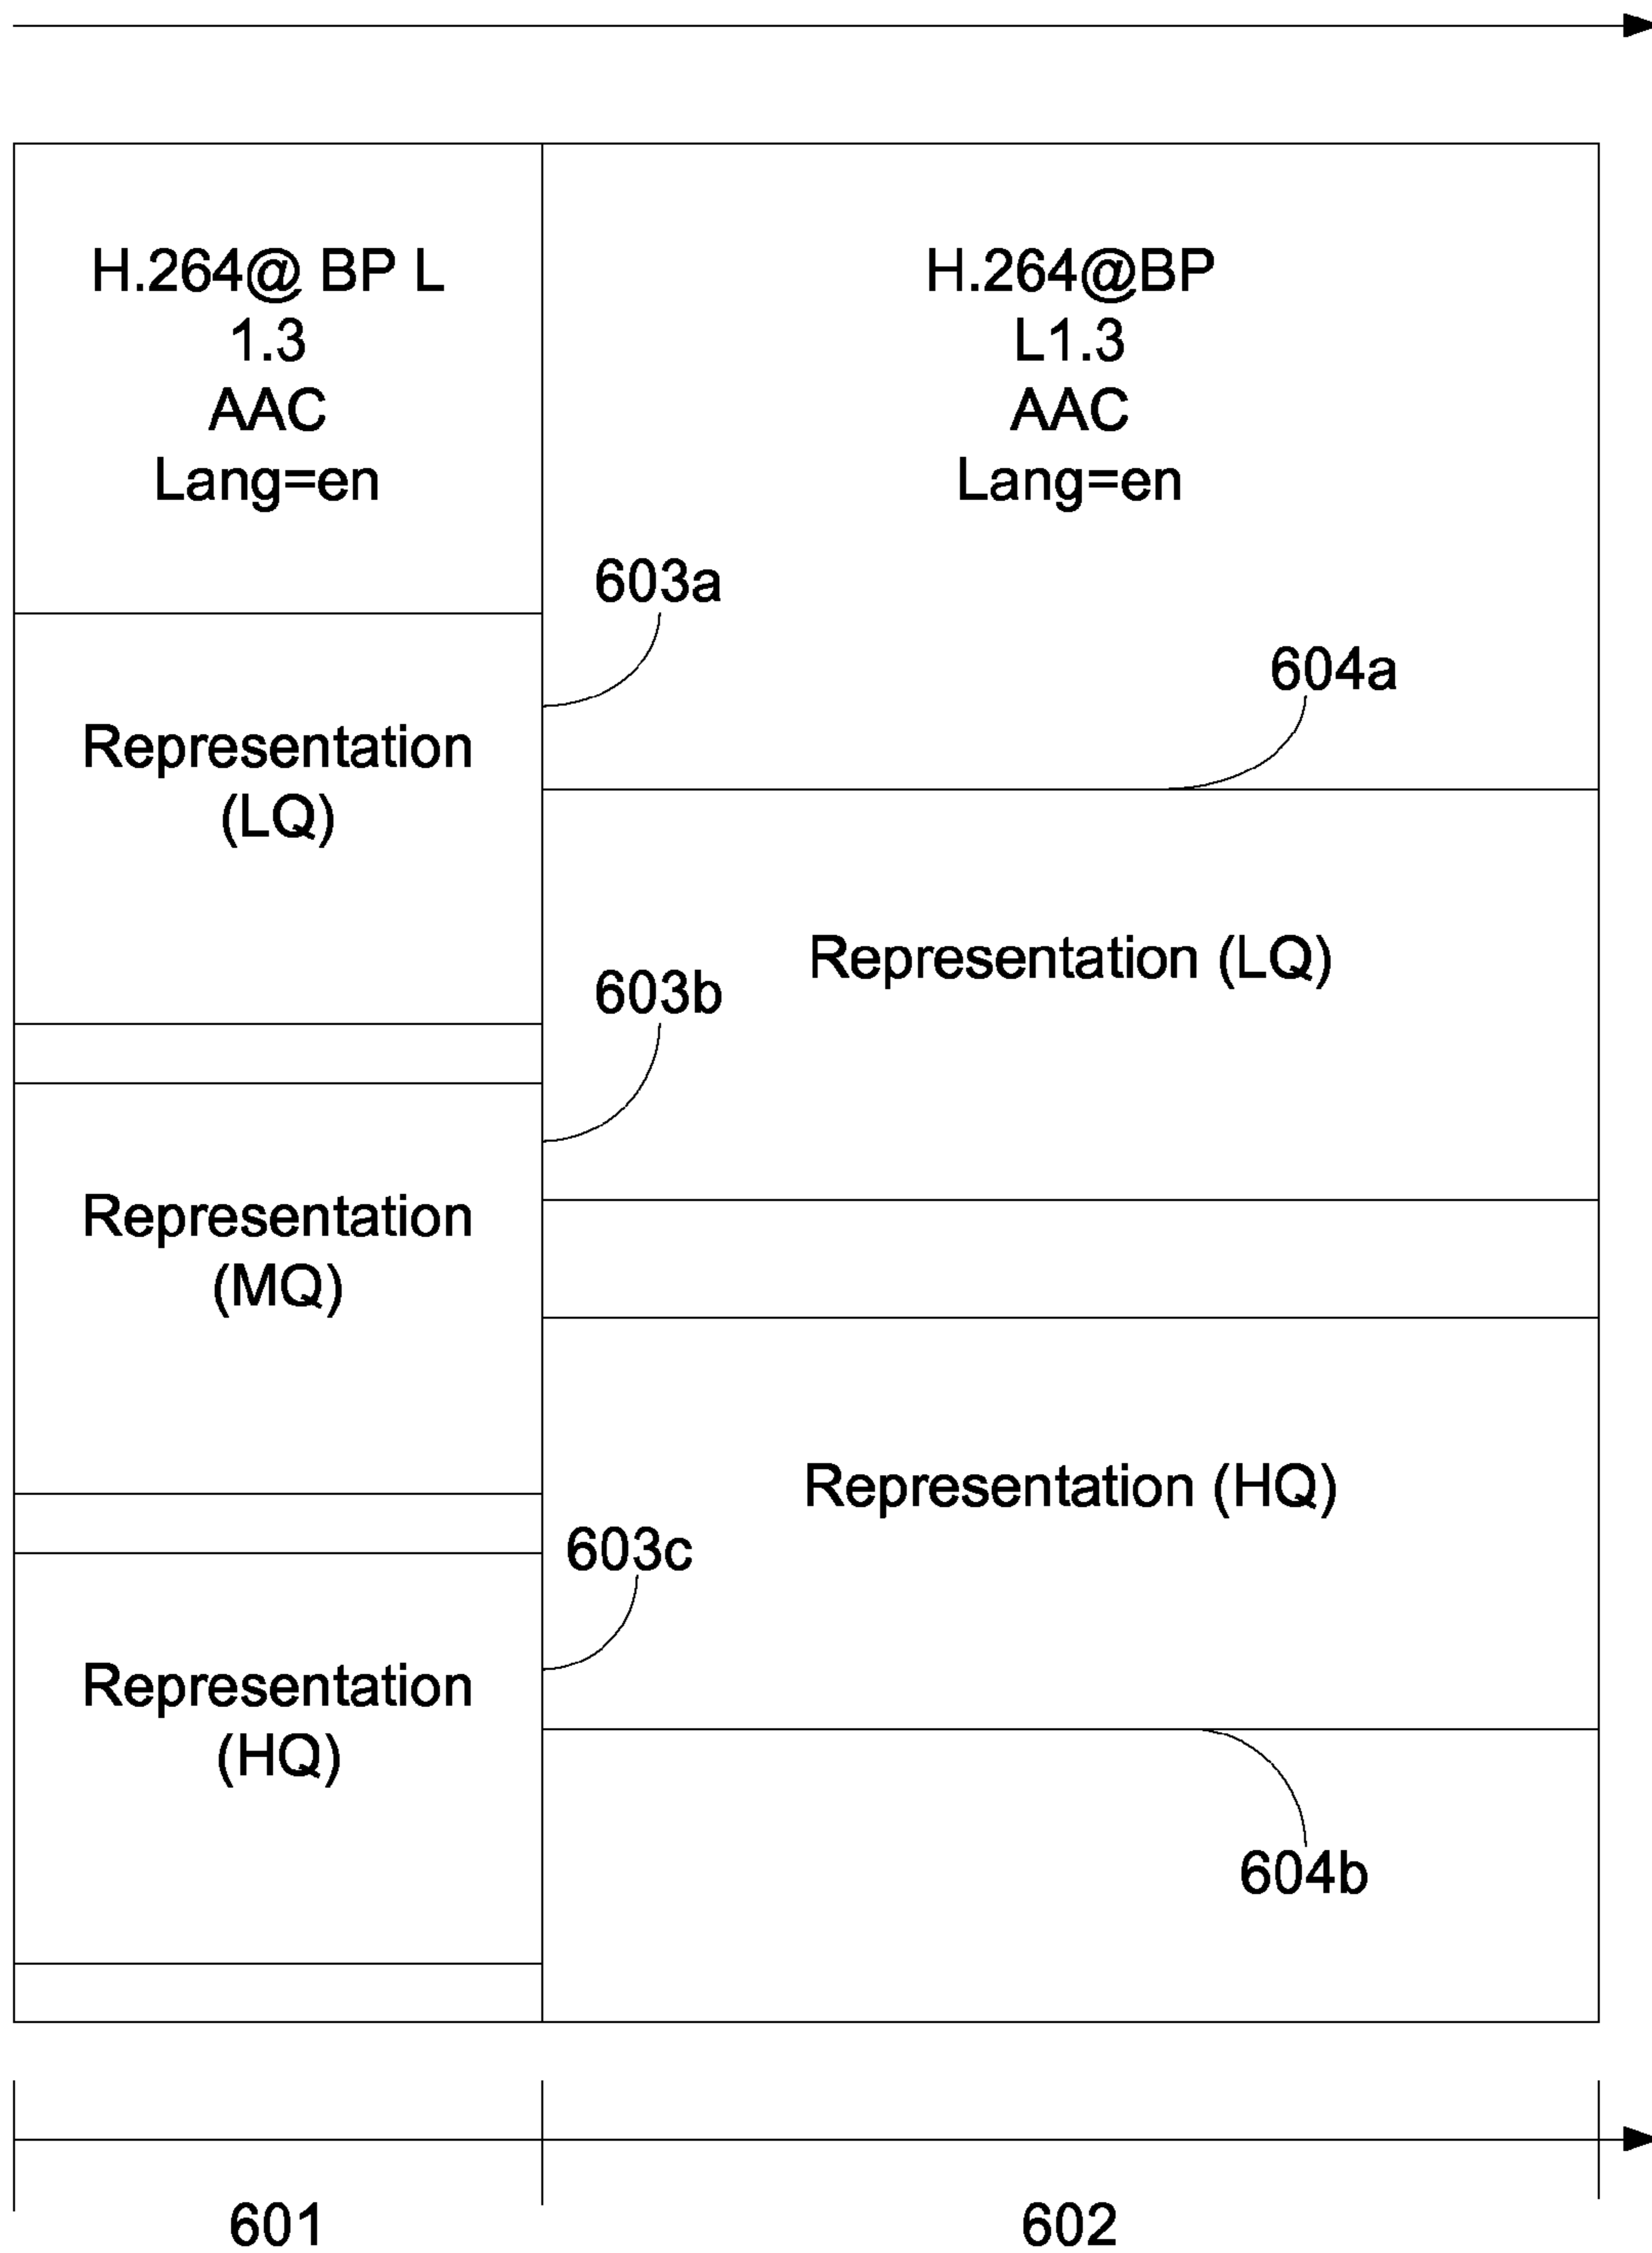 H.264@ BP L
1.3
AAC
Lang=en
H.264@BP
L1.3
AAC
Lang=en
603a
604a
Representation
(LQ)
Representation (LQ)
603b
Representation
(MQ)
Representation (HQ)
603c
Representation
(HQ)
604b
601
602